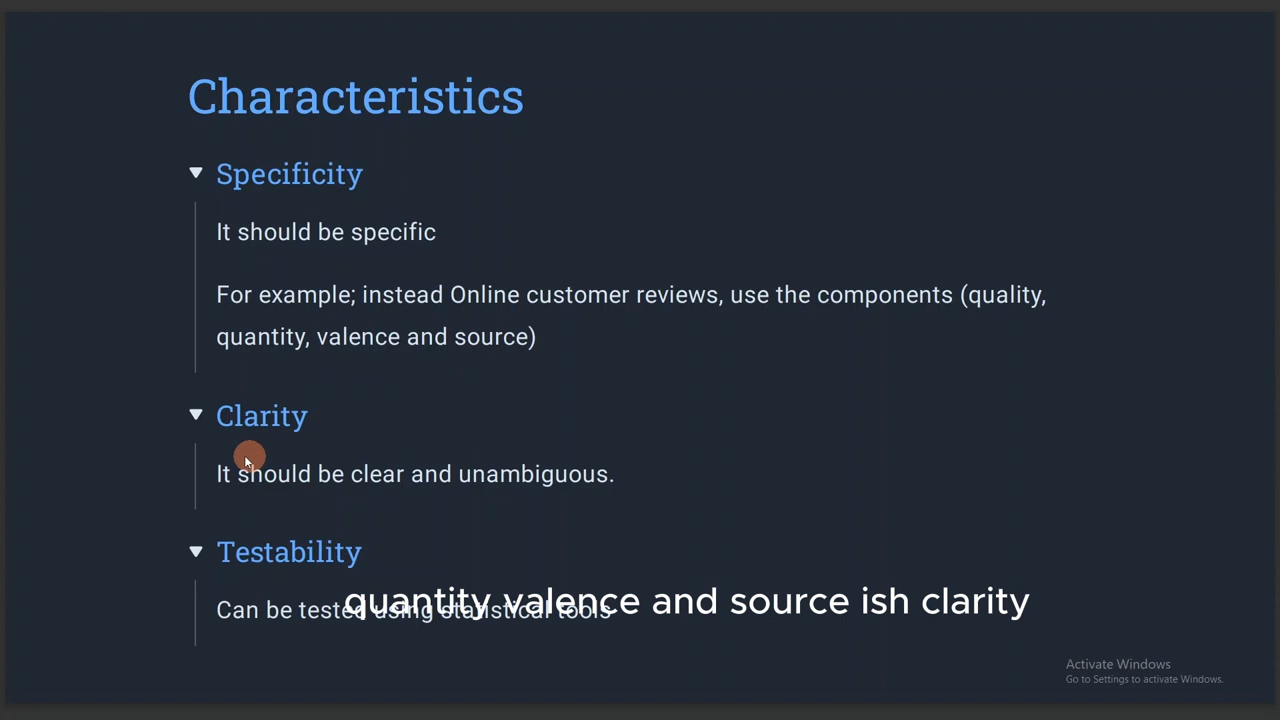 Characteristics
Specificity
It should be specific
For example; instead Online customer reviews, use the components (quality,
quantity, valence and source)
Clarity
It should be clear and unambiguous.
Testability
Can be tested using statistical tools
quantity valence and source ish clarity
Activate Windows
Go to Settings to activate Windows.